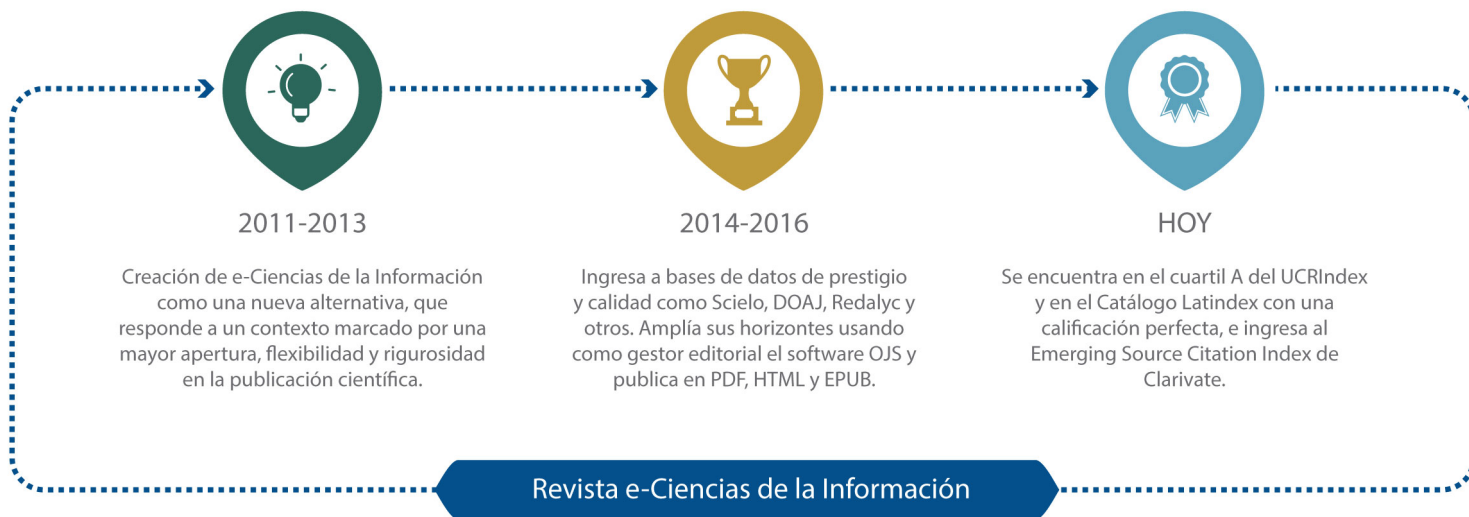 2011-2013
Creación de e-Ciencias de la Información
como una nueva alternativa, que
responde a un contexto marcado por una
mayor apertura, flexibilidad y rigurosidad
en la publicación científica.
2014-2016
Ingresa a bases de datos de prestigio
y calidad como Scielo, DOAJ, Redalyc y
otros. Amplía sus horizontes usando
como gestor editorial el software OJS y
publica en PDF, HTML y EPUB.
HOY
Se encuentra en el cuartil A del UCRIndex
y en el Catálogo Latindex con una
calificación perfecta, e ingresa al
Emerging Source Citation Index de
Clarivate.
Revista e-Ciencias de la Información